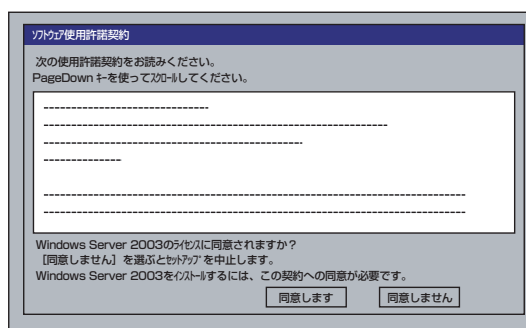 ｿﾌﾄｳｪｱ使用許諾契約
次の使用許諾契約をお読みください。
PageDown ｷｰを使ってｽｸﾛｰﾙしてください。
Windows Server 2003のﾗｲｾﾝｽに同意されますか？
［同意しません］を選ぶとｾｯﾄｱｯﾌﾟを中止します。
Windows Server 2003をｲﾝｽﾄｰﾙするには、この契約への同意が必要です。
同意します 同意しません